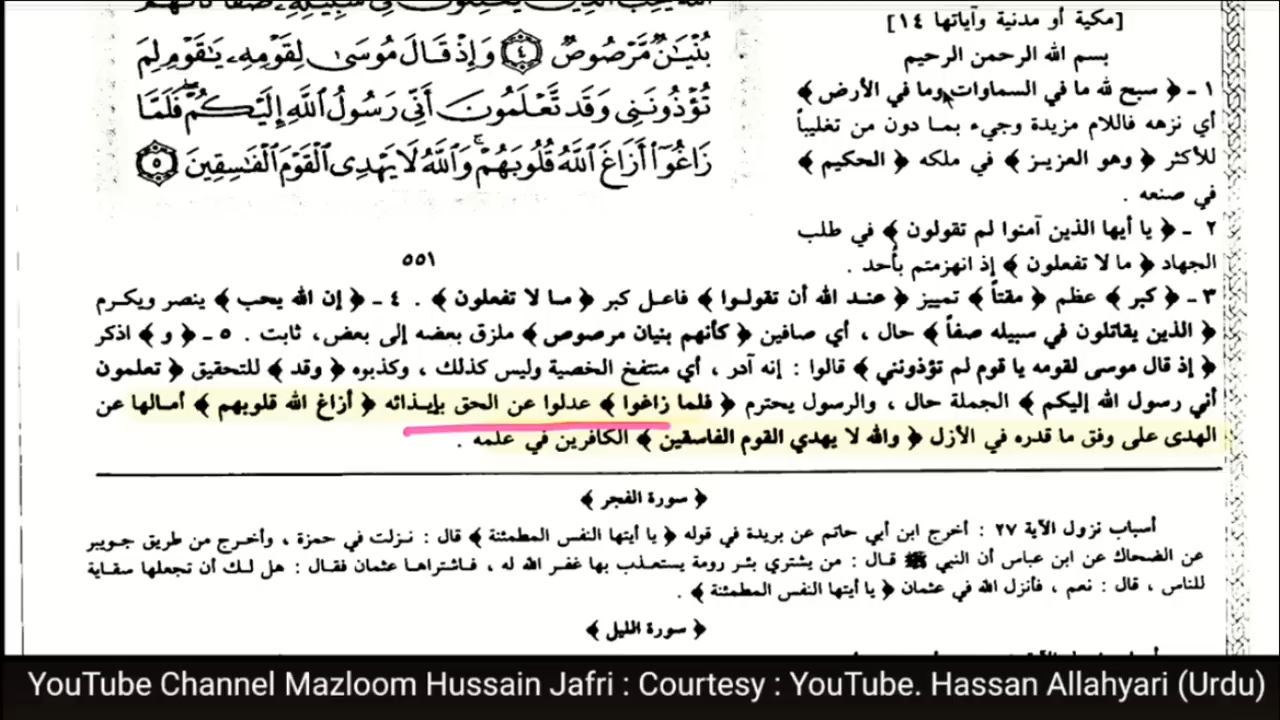 [مكية أو مدنية وآياتها ١٤]
بسم الله الرحمن الرحيم
١ - ﴿ سبح لله ما في السماوات وما في الأرض ﴾
أي نزهه فاللام مزيدة وجيء بما دون من تغليباً
للأكثر ﴿ وهو العزيز ﴾ في ملكه ﴿ الحكيم ﴾
في صنعه .
٢ - ﴿ يا أيها الذين آمنوا لم تقولون ﴾ في طلب
الجهاد ﴿ ما لا تفعلون ﴾ إذ انهزمتم بأحد .
بُنْيَـٰنٌ مَّرْصُوصٌ ٤ وَإِذْ قَالَ مُوسَىٰ لِقَوْمِهِۦ يَـٰقَوْمِ لِمَ
تُؤْذُونَنِى وَقَد تَّعْلَمُونَ أَنِّى رَسُولُ ٱللَّهِ إِلَيْكُمْ ۖ فَلَمَّا
زَاغُوٓا۟ أَزَاغَ ٱللَّهُ قُلُوبَهُمْ ۚ وَٱللَّهُ لَا يَهْدِى ٱلْقَوْمَ ٱلْفَـٰسِقِينَ ٥
٥٥١
٣ - ﴿ كبر ﴾ عظم ﴿ مقتاً ﴾ تمييز ﴿ عند الله أن تقولوا ﴾ فاعل كبر ﴿ ما لا تفعلون ﴾ . ٤ - ﴿ إن الله يحب ﴾ ينصر ويكرم
﴿ الذين يقاتلون في سبيله صفاً ﴾ حال ، أي صافين ﴿ كأنهم بنيان مرصوص ﴾ ملزق بعضه إلى بعض، ثابت . ٥ - ﴿ و ﴾ اذكر
﴿ إذ قال موسى لقومه يا قوم لم تؤذونني ﴾ قالوا : إنه آدر ، أي منتفخ الخصية وليس كذلك ، وكذبوه ﴿ وقد ﴾ للتحقيق ﴿ تعلمون
أني رسول الله إليكم ﴾ الجملة حال ، والرسول يحترم ﴿ فلما زاغوا ﴾ عدلوا عن الحق بإيذائه ﴿ أزاغ الله قلوبهم ﴾ أمالها عن
الهدى على وفق ما قدره في الأزل ﴿ والله لا يهدي القوم الفاسقين ﴾ الكافرين في علمه .
﴿ سورة الفجر ﴾
أسباب نزول الآية ٢٧ : أخرج ابن أبي حاتم عن بريدة في قوله ﴿ يا أيتها النفس المطمئنة ﴾ قال : نزلت في حمزة ، وأخرج من طريق جويبر
عن الضحاك عن ابن عباس أن النبي ﷺ قال : من يشتري بئر رومة يستعذب بها غفر الله له ، فاشتراها عثمان فقال : هل لك أن تجعلها سقاية
للناس ، قال : نعم ، فأنزل الله في عثمان ﴿ يا أيتها النفس المطمئنة ﴾ .
﴿ سورة الليل ﴾
YouTube Channel Mazloom Hussain Jafri : Courtesy : YouTube. Hassan Allahyari (Urdu)